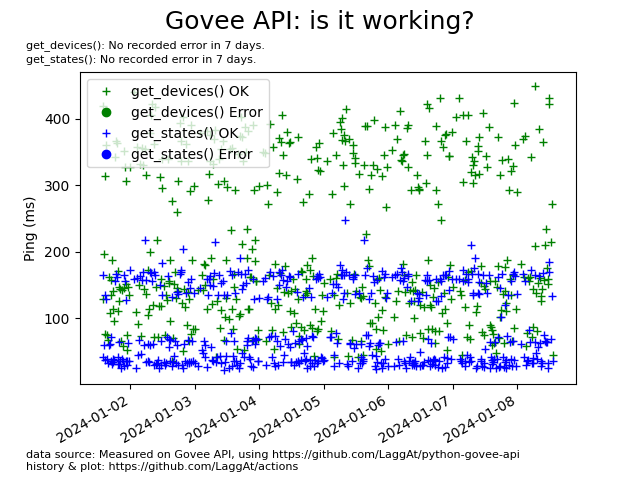 Govee API: is it working?
get_devices(): No recorded error in 7 days.
get_states(): No recorded error in 7 days.
get_devices() OK
get_devices() Error
get_states() OK
get_states() Error
400
300
200
100
Ping (ms)
2024-01-02
2024-01-03
2024-01-04
2024-01-05
2024-01-06
2024-01-07
2024-01-08
data source: Measured on Govee API, using https://github.com/LaggAt/python-govee-api
history & plot: https://github.com/LaggAt/actions